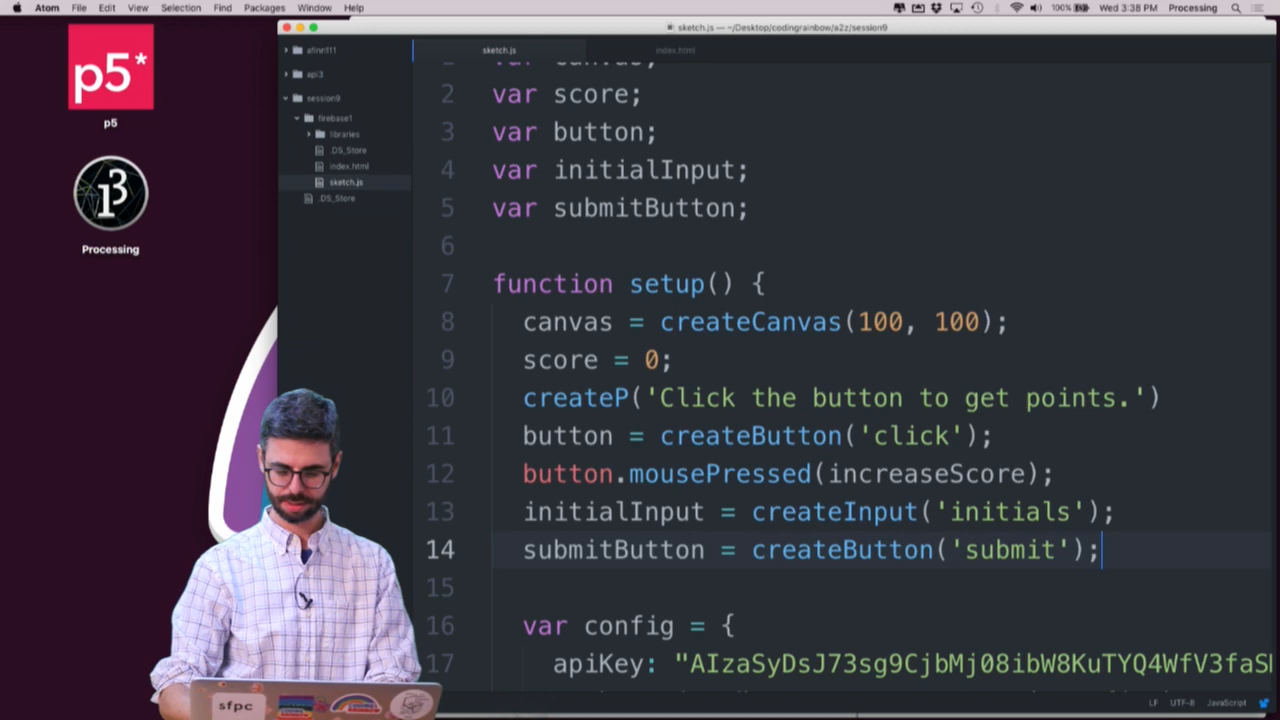 Atom File Edit View Selection Find Packages Window Help 100% Wed 3:38 PM Processing
sketch.js — ~/Desktop/codingrainbow/a2z/session9
p5*
p5
Processing
afinn111
api3
session9
firebase1
libraries
.DS_Store
index.html
sketch.js
.DS_Store
sketch.js index.html
2 var score;
3 var button;
4 var initialInput;
5 var submitButton;
6
7 function setup() {
8 canvas = createCanvas(100, 100);
9 score = 0;
10 createP('Click the button to get points.')
11 button = createButton('click');
12 button.mousePressed(increaseScore);
13 initialInput = createInput('initials');
14 submitButton = createButton('submit');
15
16 var config = {
17 apiKey: "AIzaSyDsJ73sg9CjbMj08ibW8KuTYQ4WfV3faS
LF UTF-8 JavaScript
sfpc